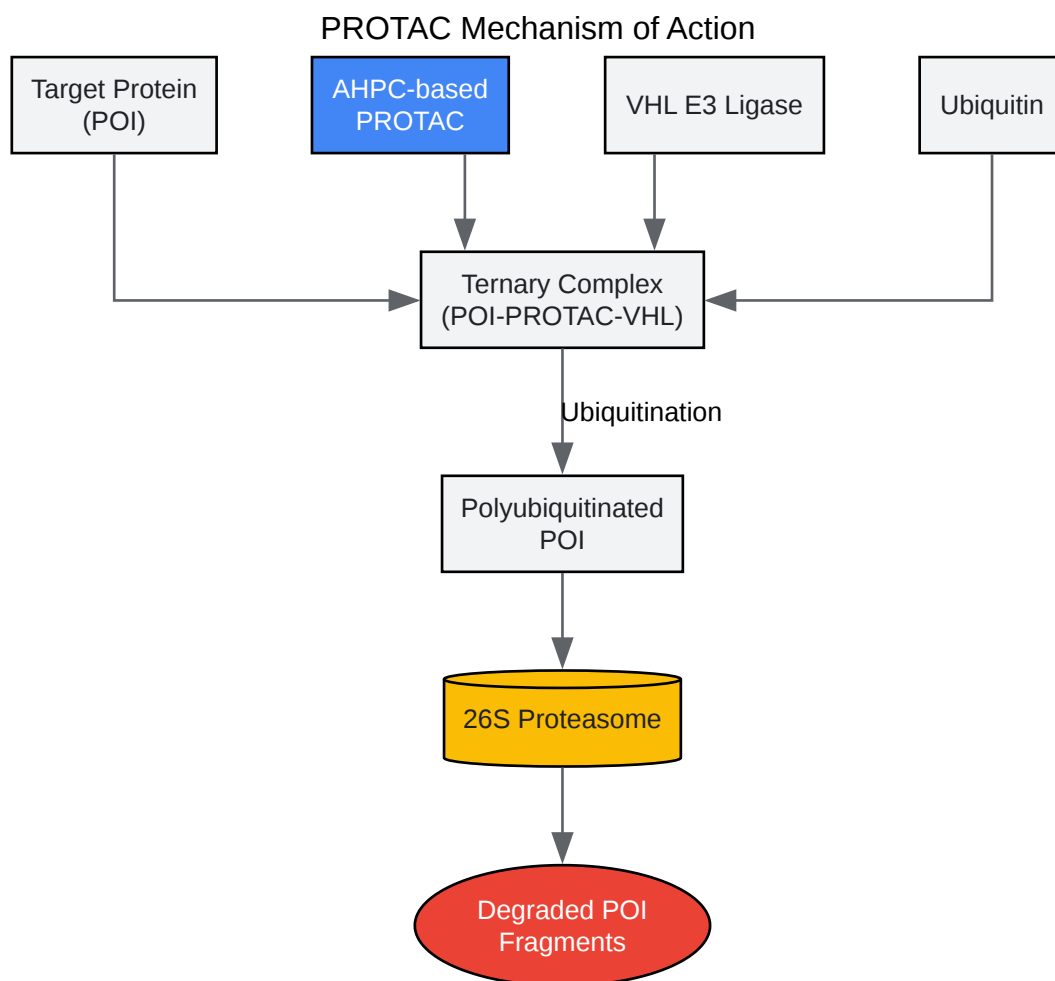 PROTAC Mechanism of Action
Target Protein
(POI)
AHPC-based
PROTAC
VHL E3 Ligase
Ubiquitin
Ternary Complex
(POI-PROTAC-VHL)
Ubiquitination
Polyubiquitinated
POI
26S Proteasome
Degraded POI
Fragments